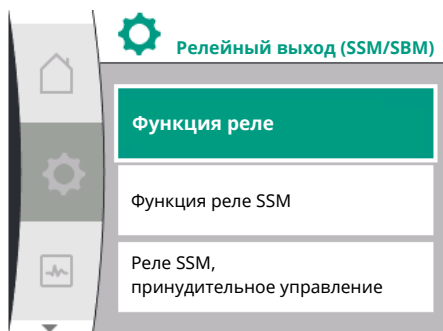 Релейный выход (SSM/SBM)
Функция реле
Функция реле SSM
Реле SSM,
принудительное управление